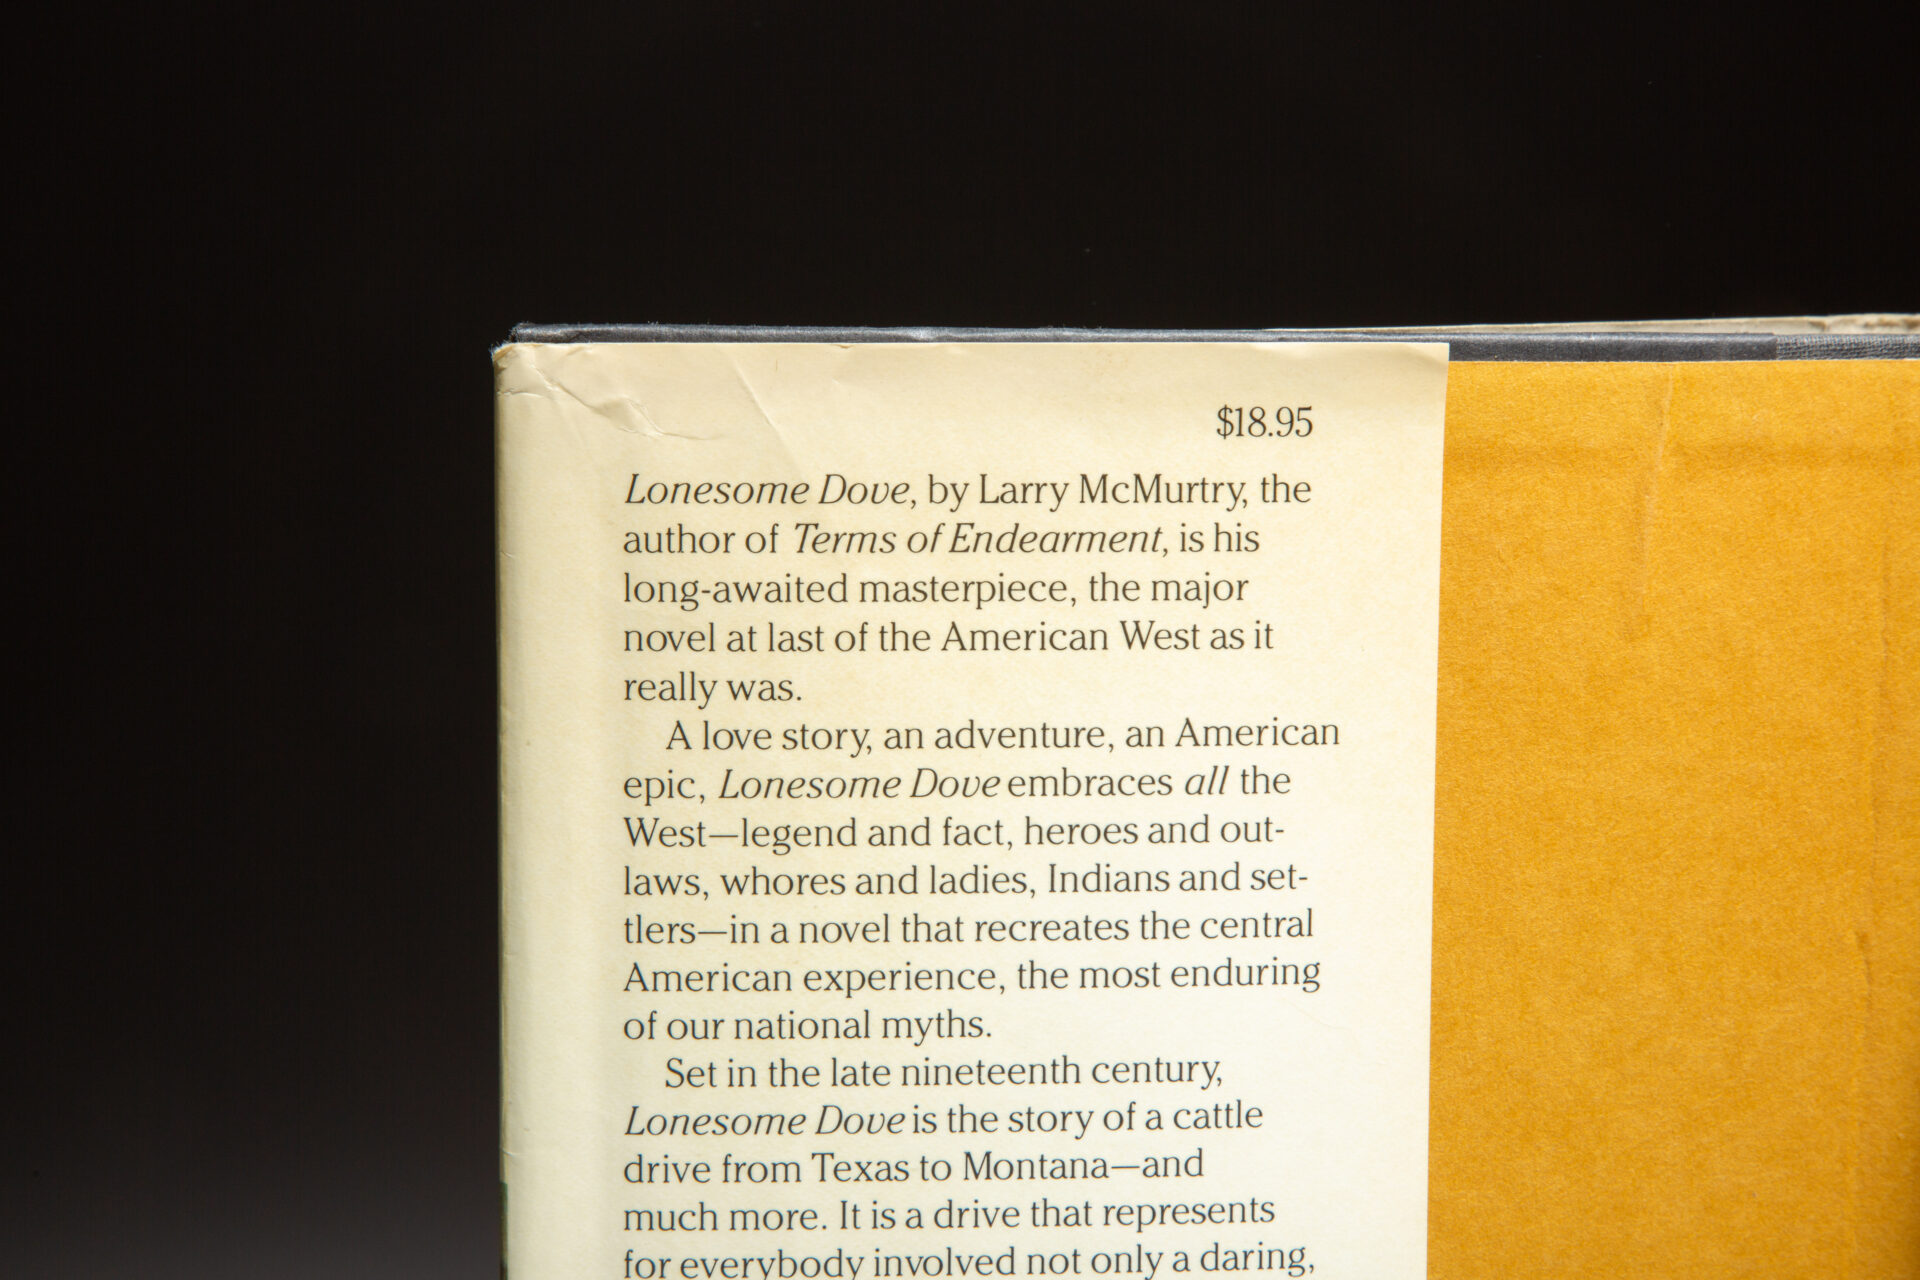 $18.95
Lonesome Dove, by Larry McMurtry, the
author of Terms of Endearment, is his
long-awaited masterpiece, the major
novel at last of the American West as it
really was.
A love story, an adventure, an American
epic, Lonesome Dove embraces all the
West—legend and fact, heroes and out-
laws, whores and ladies, Indians and set-
tlers—in a novel that recreates the central
American experience, the most enduring
of our national myths.
Set in the late nineteenth century,
Lonesome Dove is the story of a cattle
drive from Texas to Montana—and
much more. It is a drive that represents
for everybody involved not only a daring,